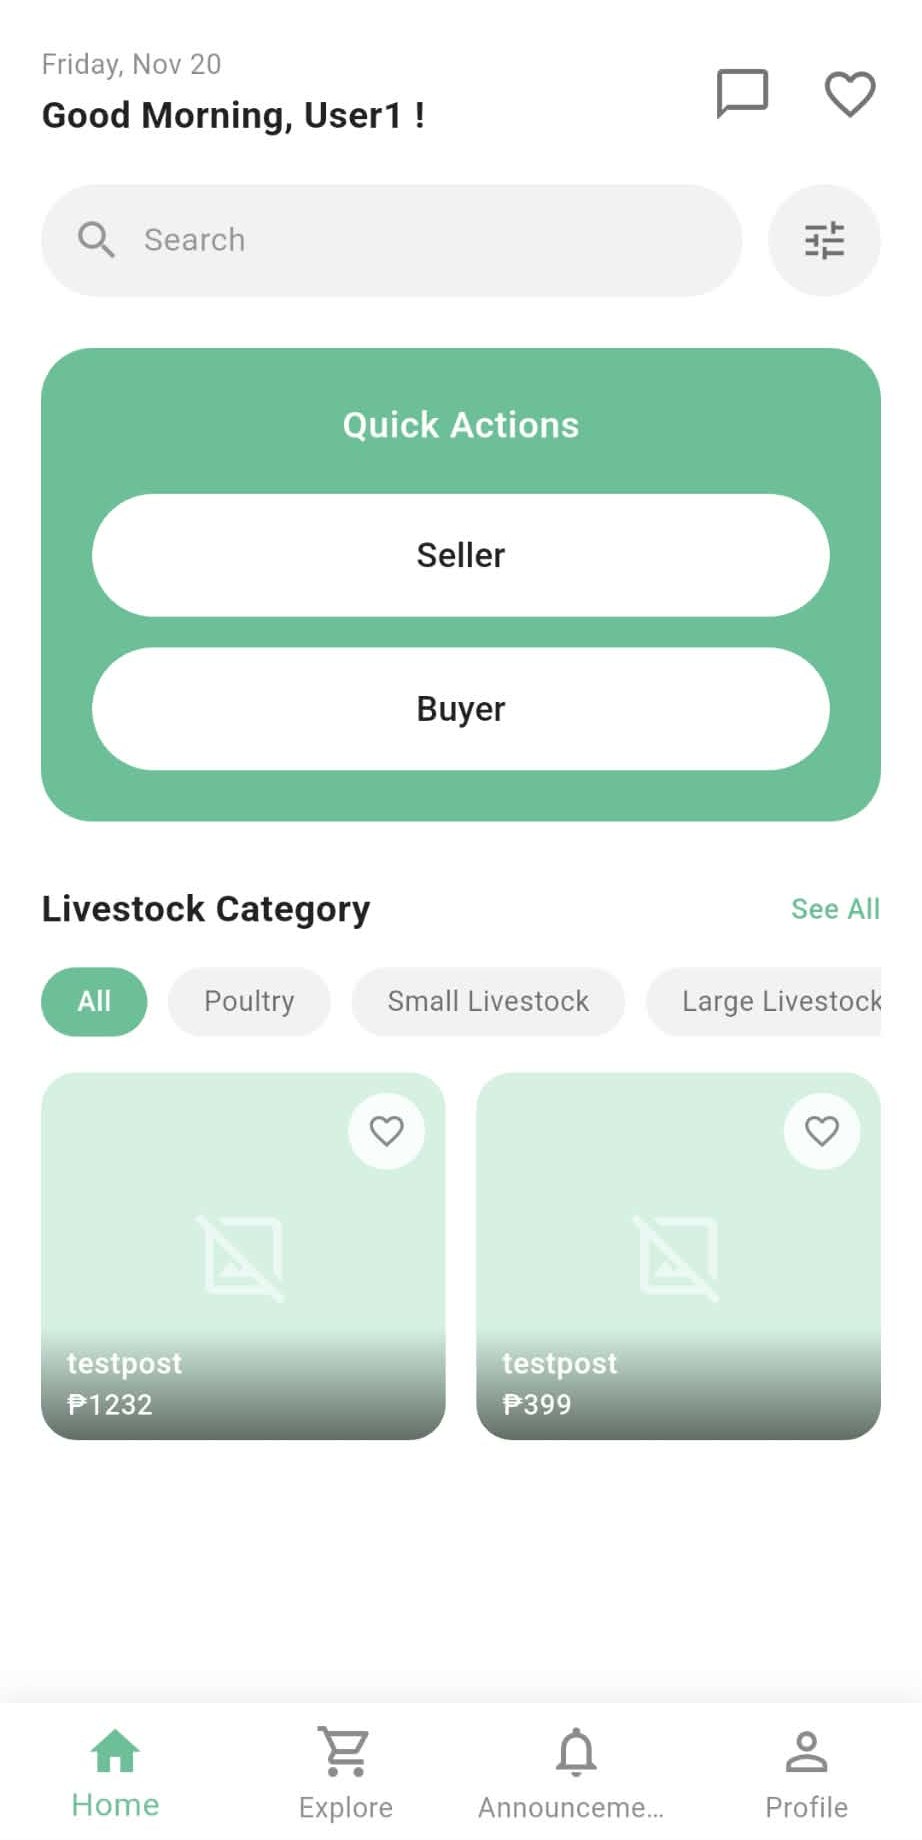 Friday, Nov 20
Good Morning, User1 !
Search
Quick Actions
Seller
Buyer
Livestock Category
See All
All
Poultry
Small Livestock
Large Livestock
testpost
₱1232
testpost
₱399
Home
Explore
Announceme...
Profile